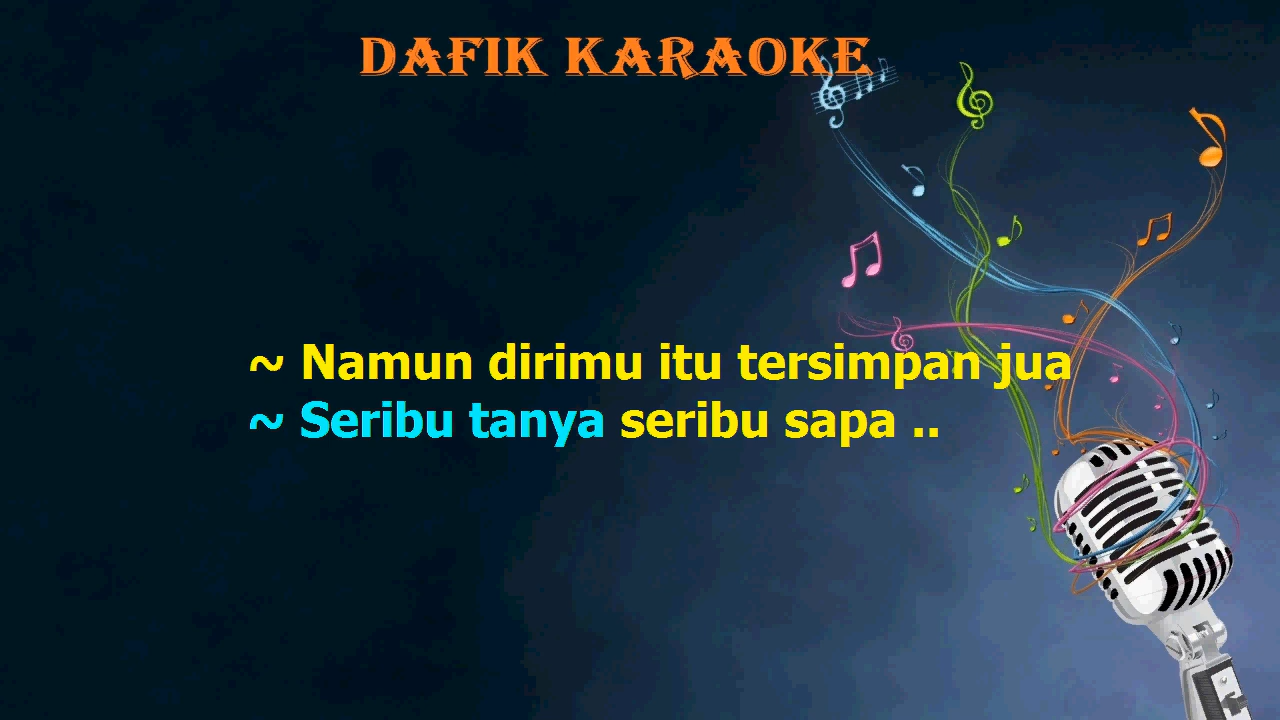 DAFIK KARAOKE
~ Namun dirimu itu tersimpan jua
~ Seribu tanya seribu sapa ..